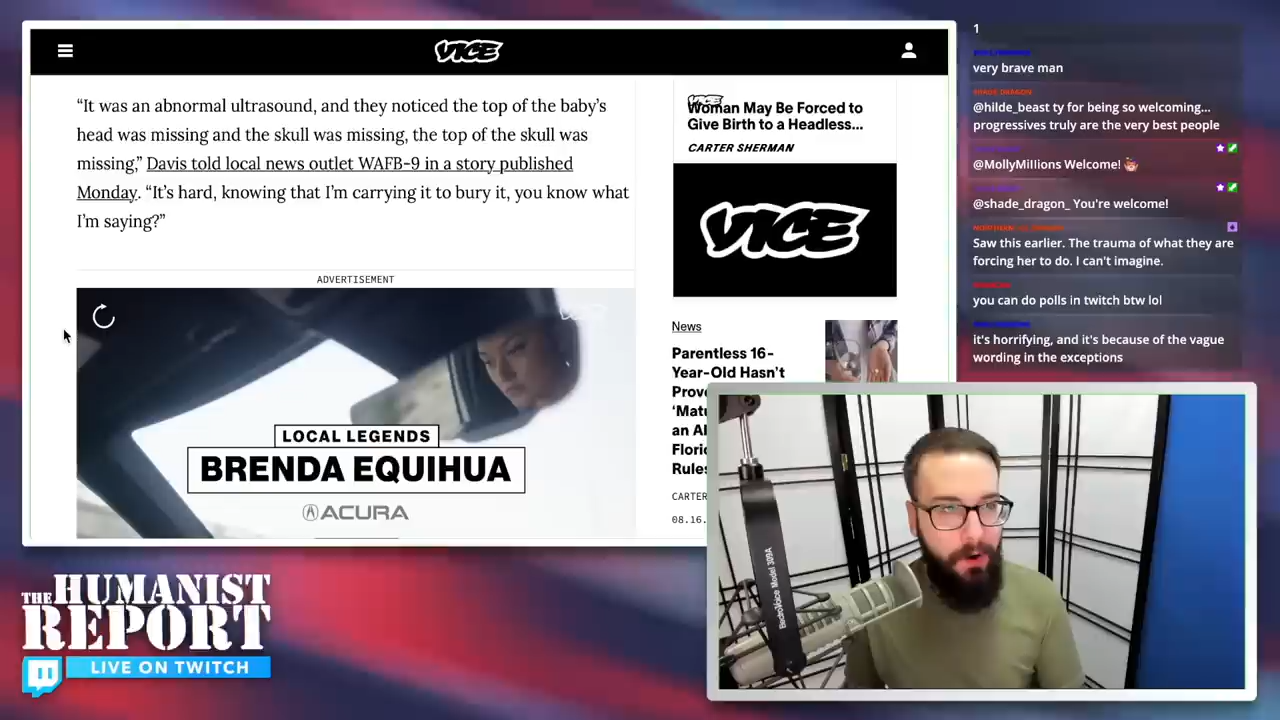 VICE
“It was an abnormal ultrasound, and they noticed the top of the baby’s
head was missing and the skull was missing, the top of the skull was
missing,” Davis told local news outlet WAFB-9 in a story published
Monday. “It’s hard, knowing that I’m carrying it to bury it, you know what
I’m saying?”
ADVERTISEMENT
LOCAL LEGENDS
BRENDA EQUIHUA
ACURA
Woman May Be Forced to
Give Birth to a Headless...
CARTER SHERMAN
VICE
News
Parentless 16-
Year-Old Hasn’t
an
Rules
CARTER
08.16.
1
very brave man
SHADE_DRAGON_
@hilde_beast ty for being so welcoming...
progressives truly are the very best people
@MollyMillions Welcome!
@shade_dragon_ You're welcome!
Saw this earlier. The trauma of what they are
forcing her to do. I can't imagine.
you can do polls in twitch btw lol
it's horrifying, and it's because of the vague
wording in the exceptions
ElectroVoice Model 309A
THE HUMANIST
REPORT
LIVE ON TWITCH